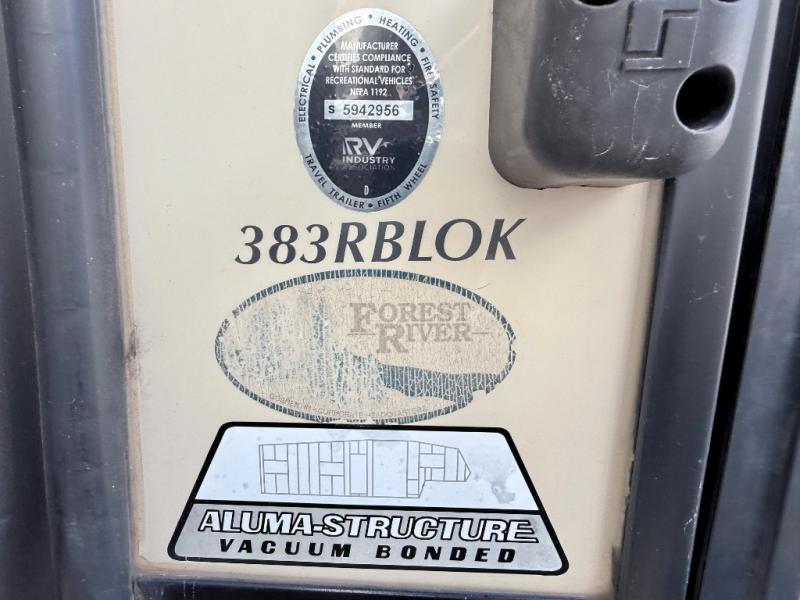 ELECTRICAL • PLUMBING • HEATING • FIRE SAFETY
MANUFACTURER
CERTIFIES COMPLIANCE
WITH STANDARD FOR
RECREATIONAL VEHICLES
NFPA 1192
S 5942956
MEMBER
RV
INDUSTRY
ASSOCIATION
D
TRAVEL TRAILER • FIFTH WHEEL
383RBLOK
FOREST
RIVER
ALUMA-STRUCTURE
VACUUM BONDED